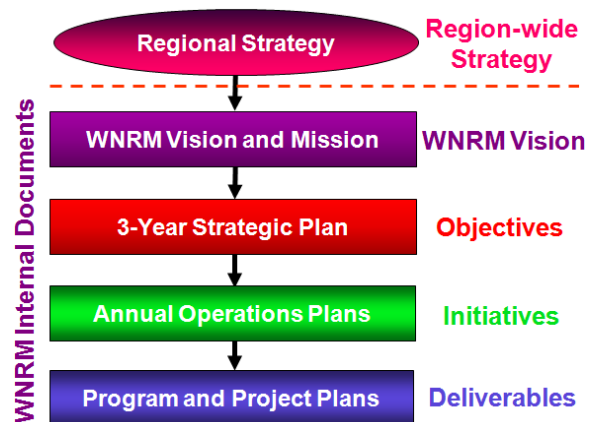 Regional Strategy
Region-wide
Strategy
WNRM Internal Documents
WNRM Vision and Mission
WNRM Vision
3-Year Strategic Plan
Objectives
Annual Operations Plans
Initiatives
Program and Project Plans
Deliverables